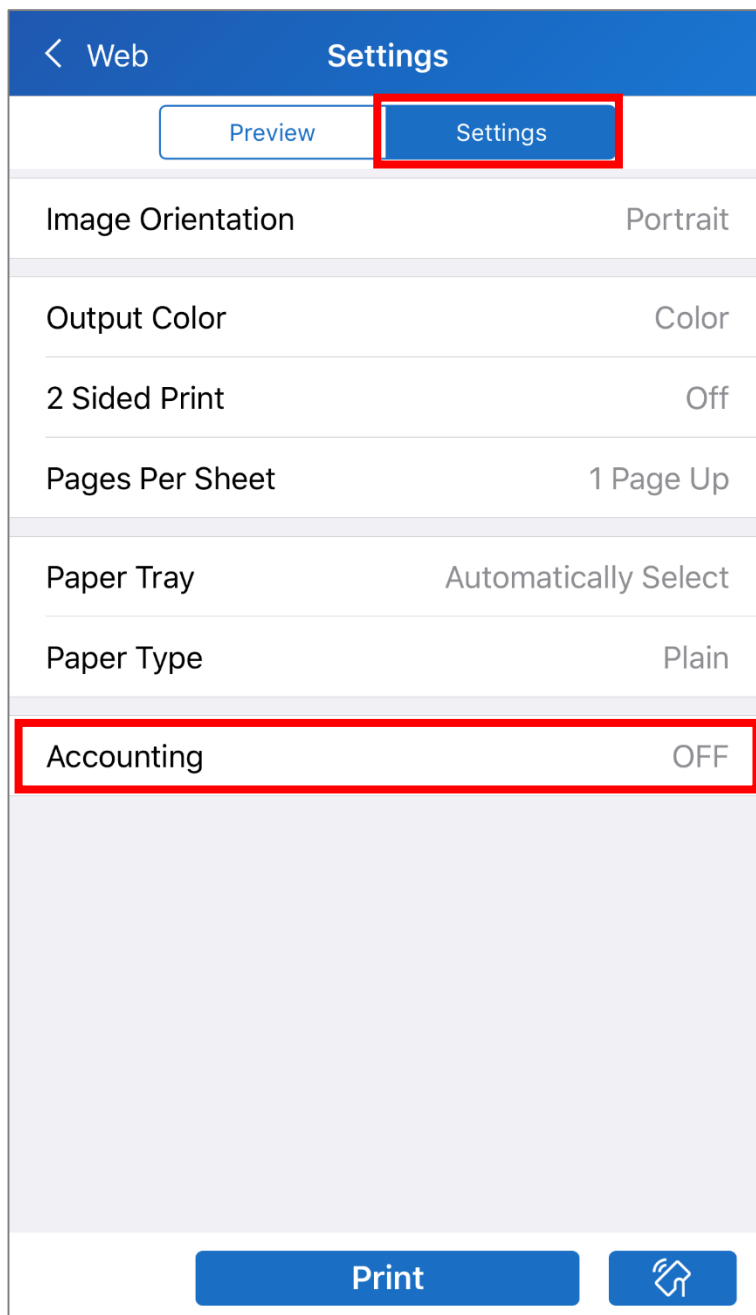 Web Settings
Preview Settings
Image Orientation Portrait
Output Color Color
2 Sided Print Off
Pages Per Sheet 1 Page Up
Paper Tray Automatically Select
Paper Type Plain
Accounting OFF
Print